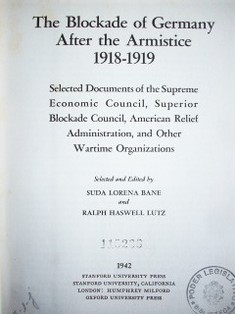 The Blockade of Germany
After the Armistice
1918-1919
Selected Documents of the Supreme
Economic Council, Superior
Blockade Council, American Relief
Administration, and Other
Wartime Organizations
Selected and Edited by
SUDA LORENA BANE
and
RALPH HASWELL LUTZ
1942
STANFORD UNIVERSITY PRESS
STANFORD UNIVERSITY, CALIFORNIA
LONDON: HUMPHREY MILFORD
OXFORD UNIVERSITY PRESS
PODER LEGISL